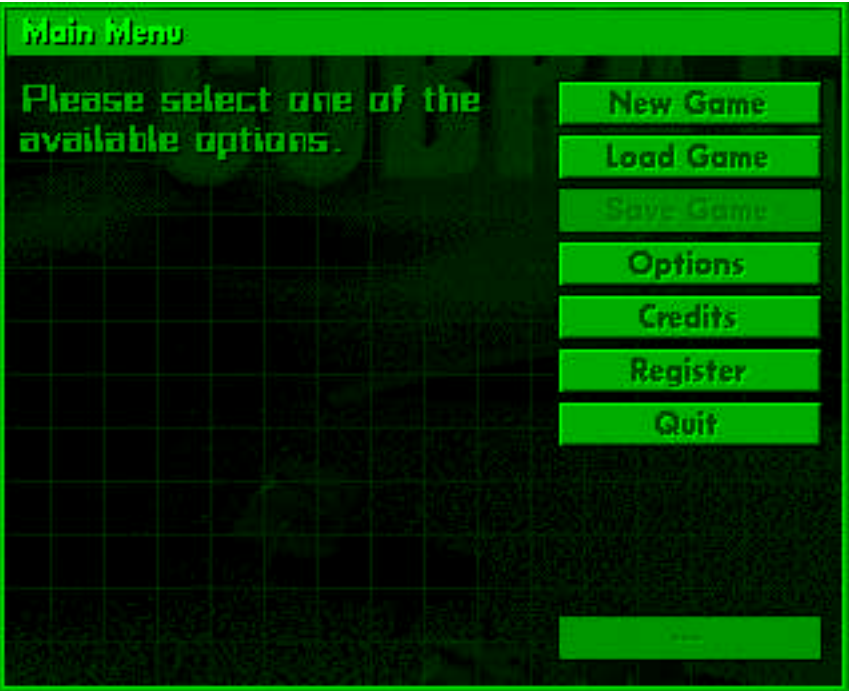 Main Menu
Please select one of the
available options.
New Game
Load Game
Save Game
Options
Credits
Register
Quit
---